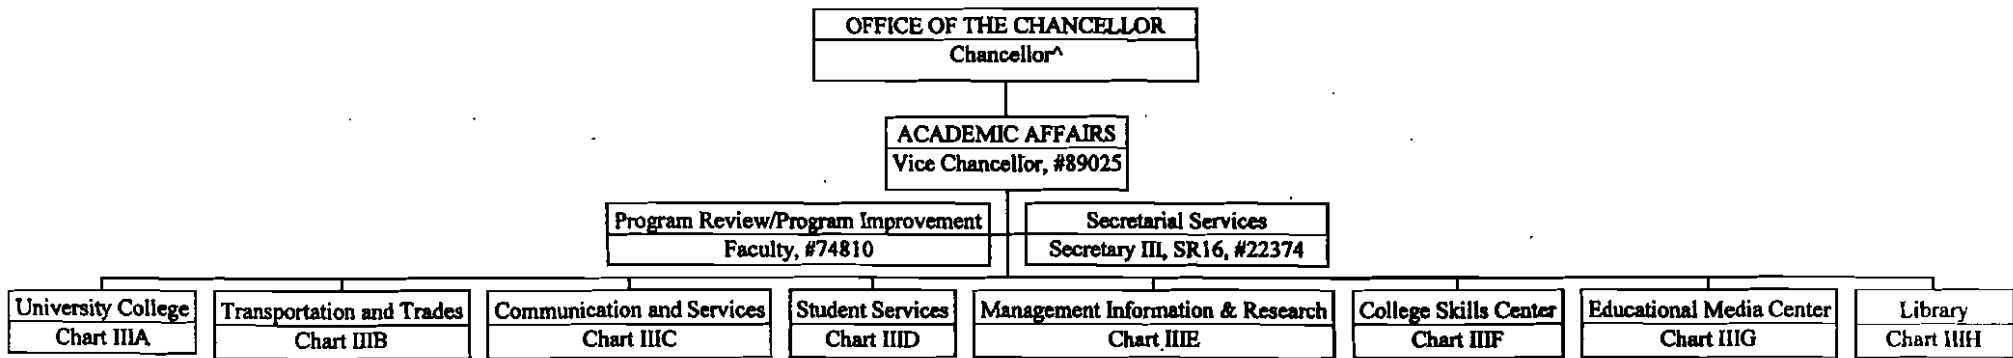 OFFICE OF THE CHANCELLOR
Chancellor^
ACADEMIC AFFAIRS
Vice Chancellor, #89025
Program Review/Program Improvement
Faculty, #74810
Secretarial Services
Secretary III, SR16, #22374
University College
Chart IIIA
Transportation and Trades
Chart IIIB
Communication and Services
Chart IIIC
Student Services
Chart IIID
Management Information & Research
Chart IIIE
College Skills Center
Chart IIIF
Educational Media Center
Chart IIIG
Library
Chart IIIH